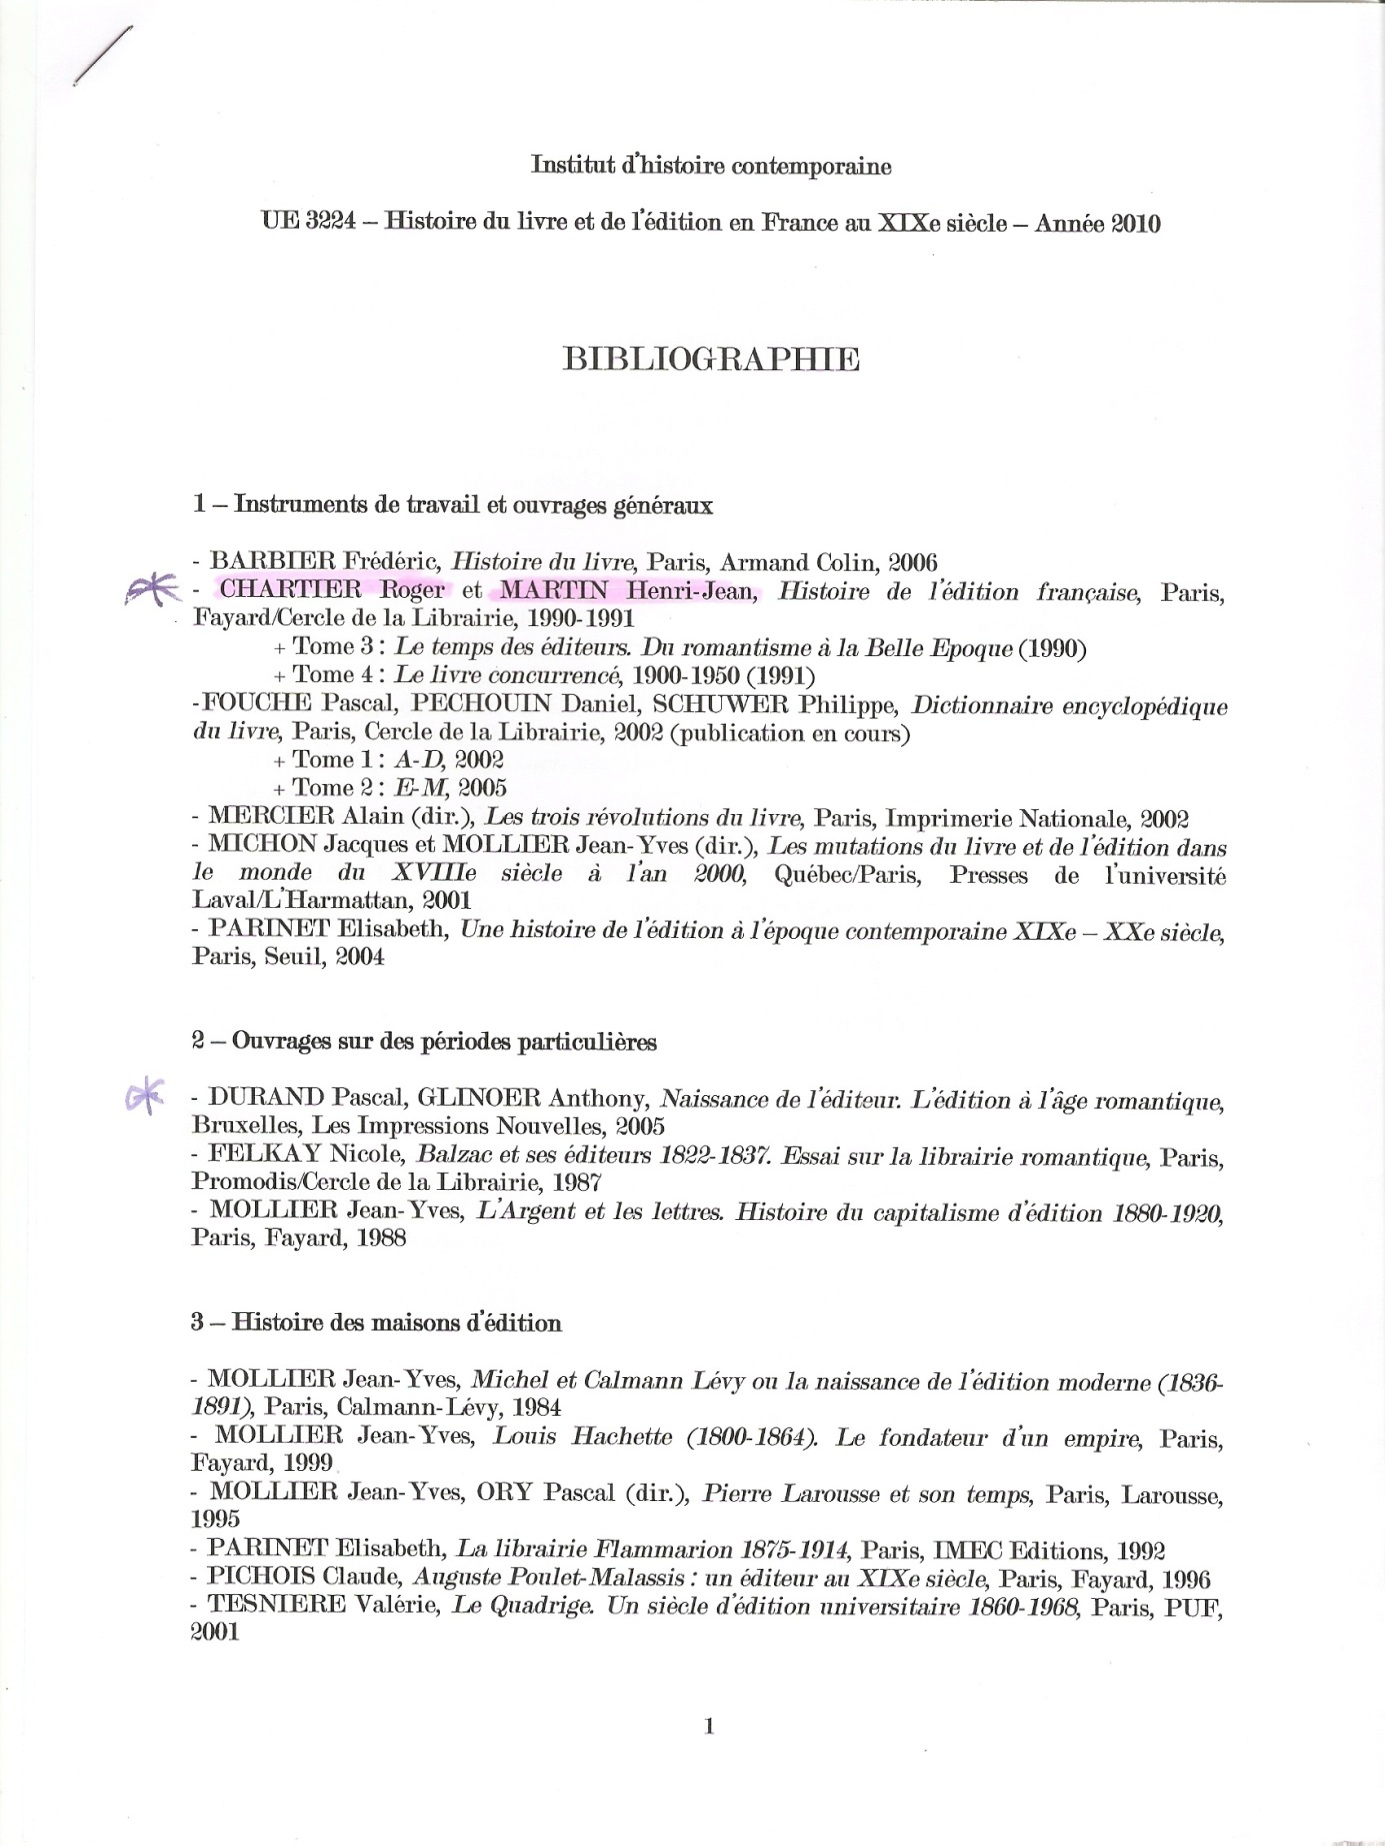 Institut d'histoire contemporaine
UE 3224 – Histoire du livre et de l'édition en France au XIXe siècle – Année 2010
BIBLIOGRAPHIE
1 – Instruments de travail et ouvrages généraux
- BARBIER Frédéric, Histoire du livre, Paris, Armand Colin, 2006
- CHARTIER Roger et MARTIN Henri-Jean, Histoire de l'édition française, Paris,
Fayard/Cercle de la Librairie, 1990-1991
+ Tome 3 : Le temps des éditeurs. Du romantisme à la Belle Epoque (1990)
+ Tome 4 : Le livre concurrencé, 1900-1950 (1991)
-FOUCHE Pascal, PECHOUIN Daniel, SCHUWER Philippe, Dictionnaire encyclopédique
du livre, Paris, Cercle de la Librairie, 2002 (publication en cours)
+ Tome 1 : A-D, 2002
+ Tome 2 : E-M, 2005
- MERCIER Alain (dir.), Les trois révolutions du livre, Paris, Imprimerie Nationale, 2002
- MICHON Jacques et MOLLIER Jean-Yves (dir.), Les mutations du livre et de l'édition dans
le monde du XVIIIe siècle à l'an 2000, Québec/Paris, Presses de l'université
Laval/L'Harmattan, 2001
- PARINET Elisabeth, Une histoire de l'édition à l'époque contemporaine XIXe – XXe siècle,
Paris, Seuil, 2004
2 – Ouvrages sur des périodes particulières
- DURAND Pascal, GLINOER Anthony, Naissance de l'éditeur. L'édition à l'âge romantique,
Bruxelles, Les Impressions Nouvelles, 2005
- FELKAY Nicole, Balzac et ses éditeurs 1822-1837. Essai sur la librairie romantique, Paris,
Promodis/Cercle de la Librairie, 1987
- MOLLIER Jean-Yves, L'Argent et les lettres. Histoire du capitalisme d'édition 1880-1920,
Paris, Fayard, 1988
3 – Histoire des maisons d'édition
- MOLLIER Jean-Yves, Michel et Calmann Lévy ou la naissance de l'édition moderne (1836-
1891), Paris, Calmann-Lévy, 1984
- MOLLIER Jean-Yves, Louis Hachette (1800-1864). Le fondateur d'un empire, Paris,
Fayard, 1999
- MOLLIER Jean-Yves, ORY Pascal (dir.), Pierre Larousse et son temps, Paris, Larousse,
1995
- PARINET Elisabeth, La librairie Flammarion 1875-1914, Paris, IMEC Editions, 1992
- PICHOIS Claude, Auguste Poulet-Malassis : un éditeur au XIXe siècle, Paris, Fayard, 1996
- TESNIERE Valérie, Le Quadrige. Un siècle d'édition universitaire 1860-1968, Paris, PUF,
2001
1